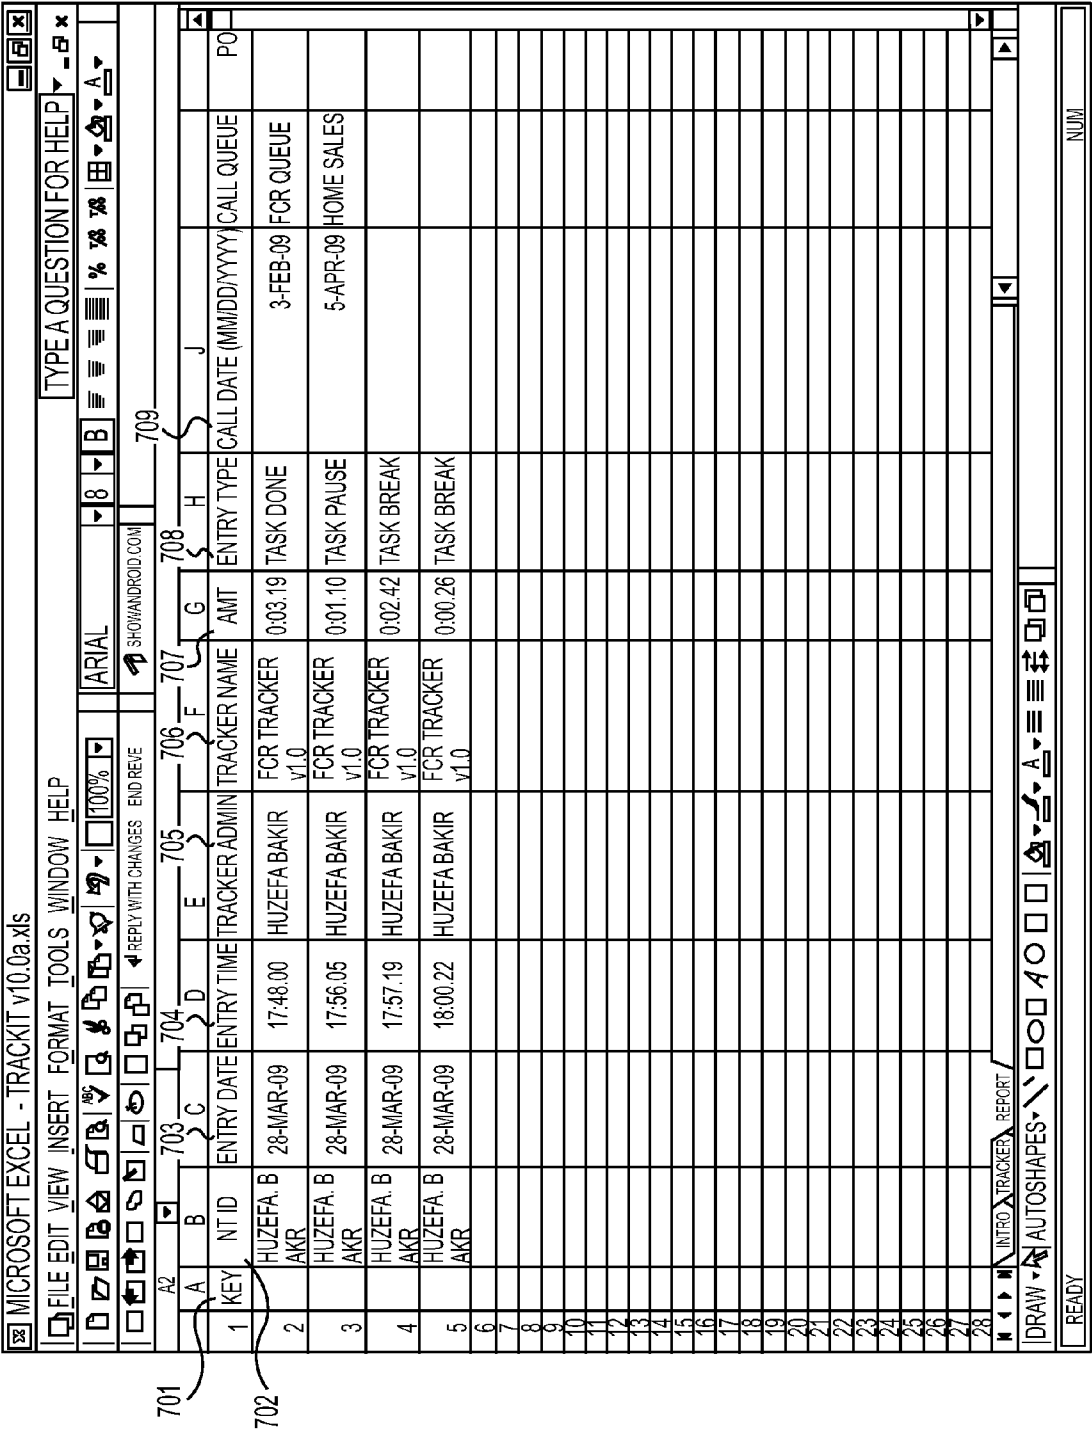 MICROSOFT EXCEL - TRACKIT v10.0a.xls
FILE EDIT VIEW INSERT FORMAT TOOLS WINDOW HELP
TYPE A QUESTION FOR HELP
ABC
100%
ARIAL
8
B
%
A
REPLY WITH CHANGES END REVE
SHOWANDROID.COM
A2
703
704
705
706
707
708
709
A B C D E F G H J
1 KEY NT ID ENTRY DATE ENTRY TIME TRACKER ADMIN TRACKER NAME AMT ENTRY TYPE CALL DATE (MM/DD/YYYY) CALL QUEUE PO
2 HUZEFA. B AKR 28-MAR-09 17:48.00 HUZEFA BAKIR FCR TRACKER v1.0 0:03.19 TASK DONE 3-FEB-09 FCR QUEUE
3 HUZEFA. B AKR 28-MAR-09 17:56.05 HUZEFA BAKIR FCR TRACKER v1.0 0:01.10 TASK PAUSE 5-APR-09 HOME SALES
4 HUZEFA. B AKR 28-MAR-09 17:57.19 HUZEFA BAKIR FCR TRACKER v1.0 0:02.42 TASK BREAK
5 HUZEFA. B AKR 28-MAR-09 18:00.22 HUZEFA BAKIR FCR TRACKER v1.0 0:00.26 TASK BREAK
6
7
8
9
10
11
12
13
14
15
16
17
18
19
20
21
22
23
24
25
26
27
28
701
702
INTRO TRACKER REPORT
DRAW AUTOSHAPES A A
READY
NUM